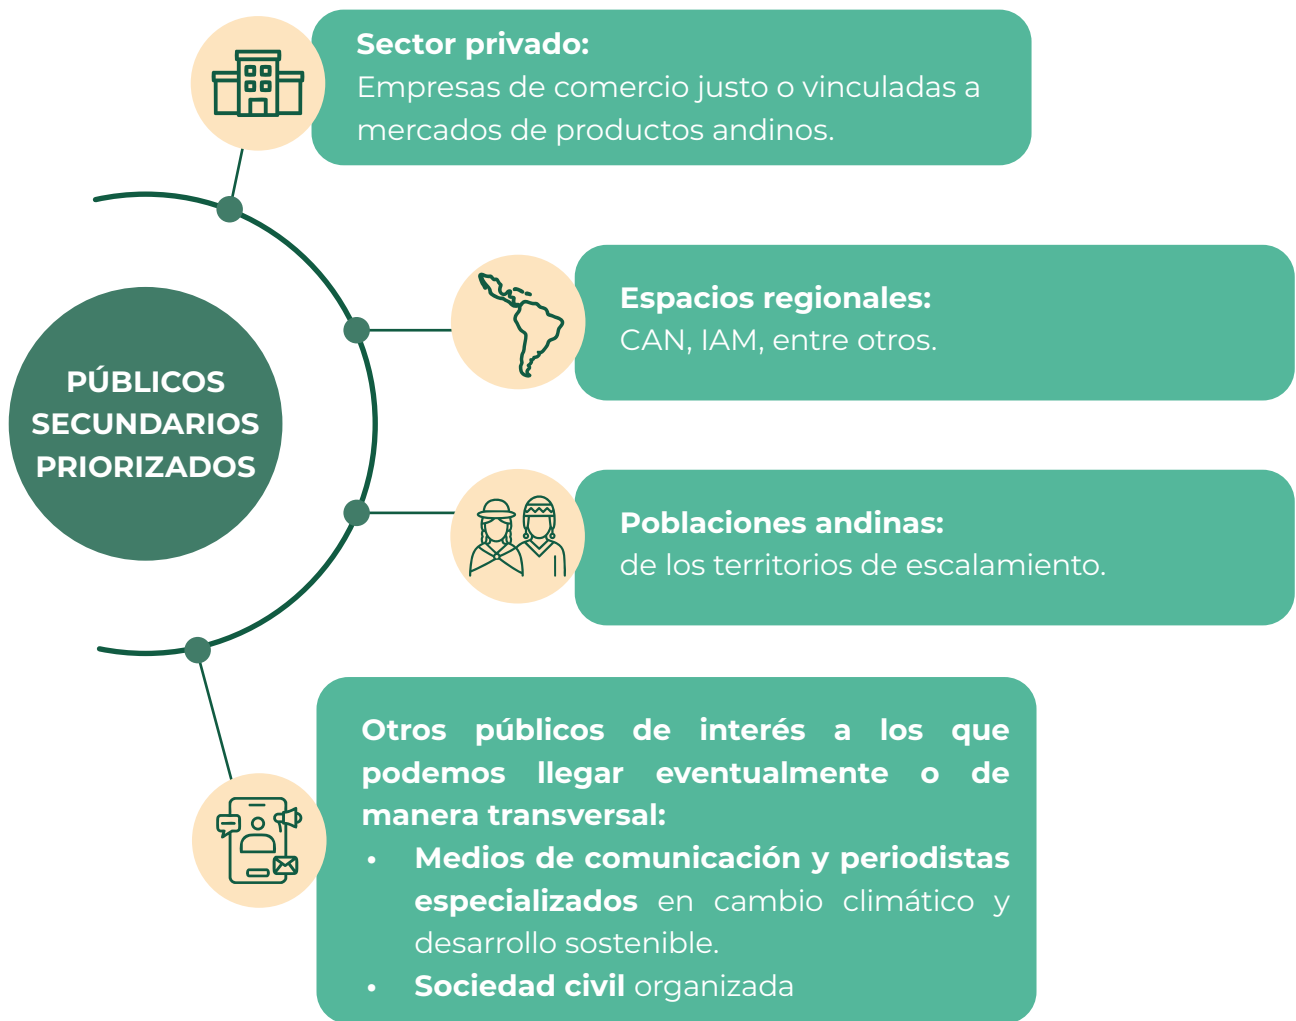 Sector privado:
Empresas de comercio justo o vinculadas a
mercados de productos andinos.
Espacios regionales:
CAN, IAM, entre otros.
PÚBLICOS
SECUNDARIOS
PRIORIZADOS
Poblaciones andinas:
de los territorios de escalamiento.
Otros públicos de interés a los que
podemos llegar eventualmente o de
manera transversal:
• Medios de comunicación y periodistas
especializados en cambio climático y
desarrollo sostenible.
• Sociedad civil organizada